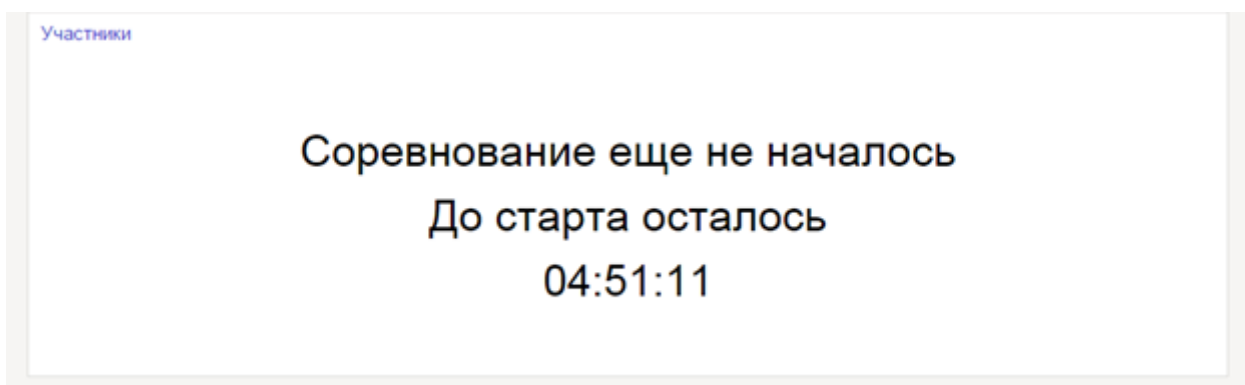 Участники
Соревнование еще не началось
До старта осталось
04:51:11